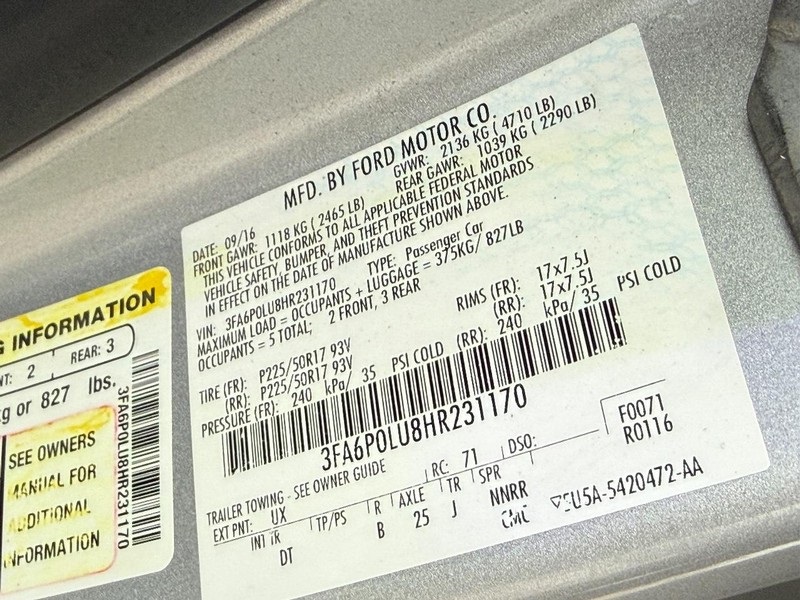 MFD. BY FORD MOTOR CO.
DATE: 09/16 GVWR: 2136 KG ( 4710 LB)
FRONT GAWR: 1118 KG ( 2465 LB) REAR GAWR: 1039 KG ( 2290 LB)
THIS VEHICLE CONFORMS TO ALL APPLICABLE FEDERAL MOTOR
VEHICLE SAFETY, BUMPER, AND THEFT PREVENTION STANDARDS
IN EFFECT ON THE DATE OF MANUFACTURE SHOWN ABOVE.
VIN: 3FA6P0LU8HR231170 TYPE: Passenger Car
MAXIMUM LOAD = OCCUPANTS + LUGGAGE = 375KG/ 827LB
OCCUPANTS = 5 TOTAL; 2 FRONT, 3 REAR
TIRE (FR): P225/50R17 93V RIMS (FR): 17x7.5J
(RR): P225/50R17 93V (RR): 17x7.5J
PRESSURE (FR): 240 kPa/ 35 PSI COLD (RR): 240 kPa/ 35 PSI COLD
3FA6P0LU8HR231170
TRAILER TOWING - SEE OWNER GUIDE
EXT PNT: UX RC: 71 DSO: F0071
R0116
INT TR TP/PS R AXLE TR SPR
DT B 25 J NNRR
5U5A-5420472-AA
G INFORMATION
NT: 2 REAR: 3
kg or 827 lbs.
SEE OWNERS
MANUAL FOR
ADDITIONAL
INFORMATION
3FA6P0LU8HR231170